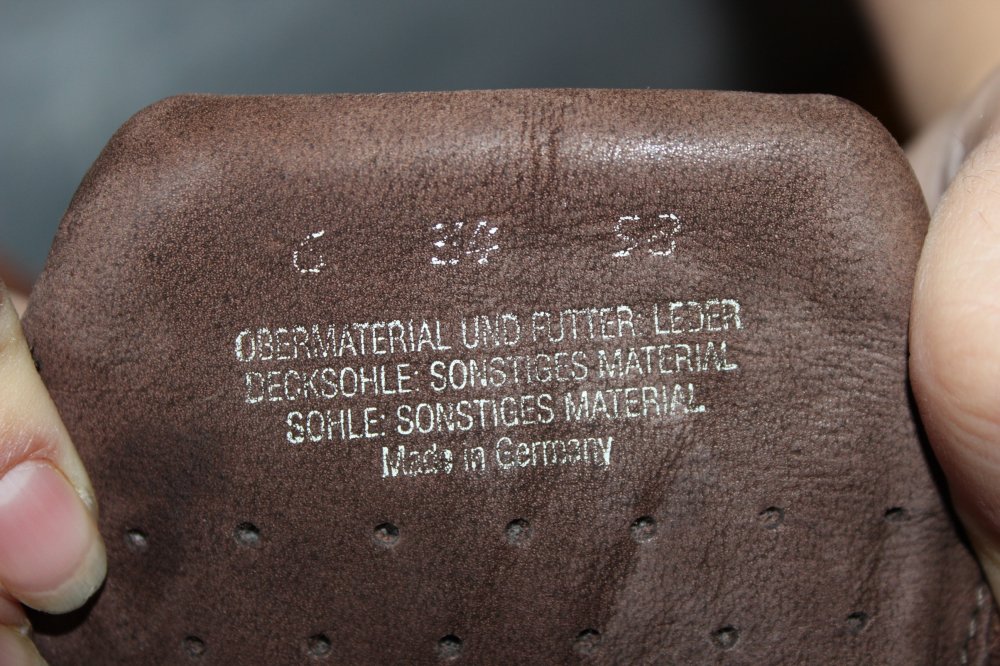 OBERMATERIAL UND FUTTER: LEDER
DECKSOHLE: SONSTIGES MATERIAL
SOHLE: SONSTIGES MATERIAL
Made in Germany